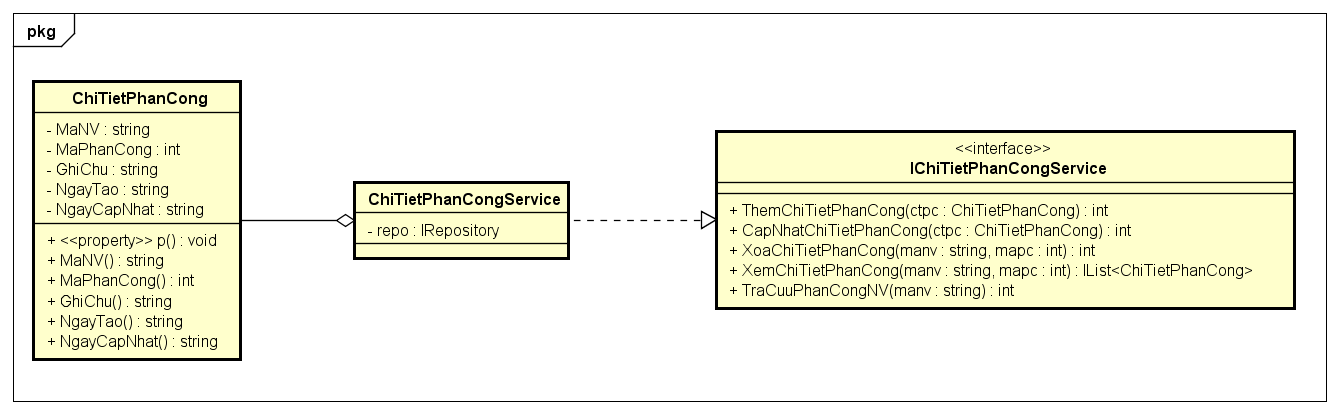 pkg
ChiTietPhanCong
- MaNV : string
- MaPhanCong : int
- GhiChu : string
- NgayTao : string
- NgayCapNhat : string
+ <<property>> p() : void
+ MaNV() : string
+ MaPhanCong() : int
+ GhiChu() : string
+ NgayTao() : string
+ NgayCapNhat() : string
ChiTietPhanCongService
- repo : IRepository
<<interface>>
IChiTietPhanCongService
+ ThemChiTietPhanCong(ctpc : ChiTietPhanCong) : int
+ CapNhatChiTietPhanCong(ctpc : ChiTietPhanCong) : int
+ XoaChiTietPhanCong(manv : string, mapc : int) : int
+ XemChiTietPhanCong(manv : string, mapc : int) : IList<ChiTietPhanCong>
+ TraCuuPhanCongNV(manv : string) : int